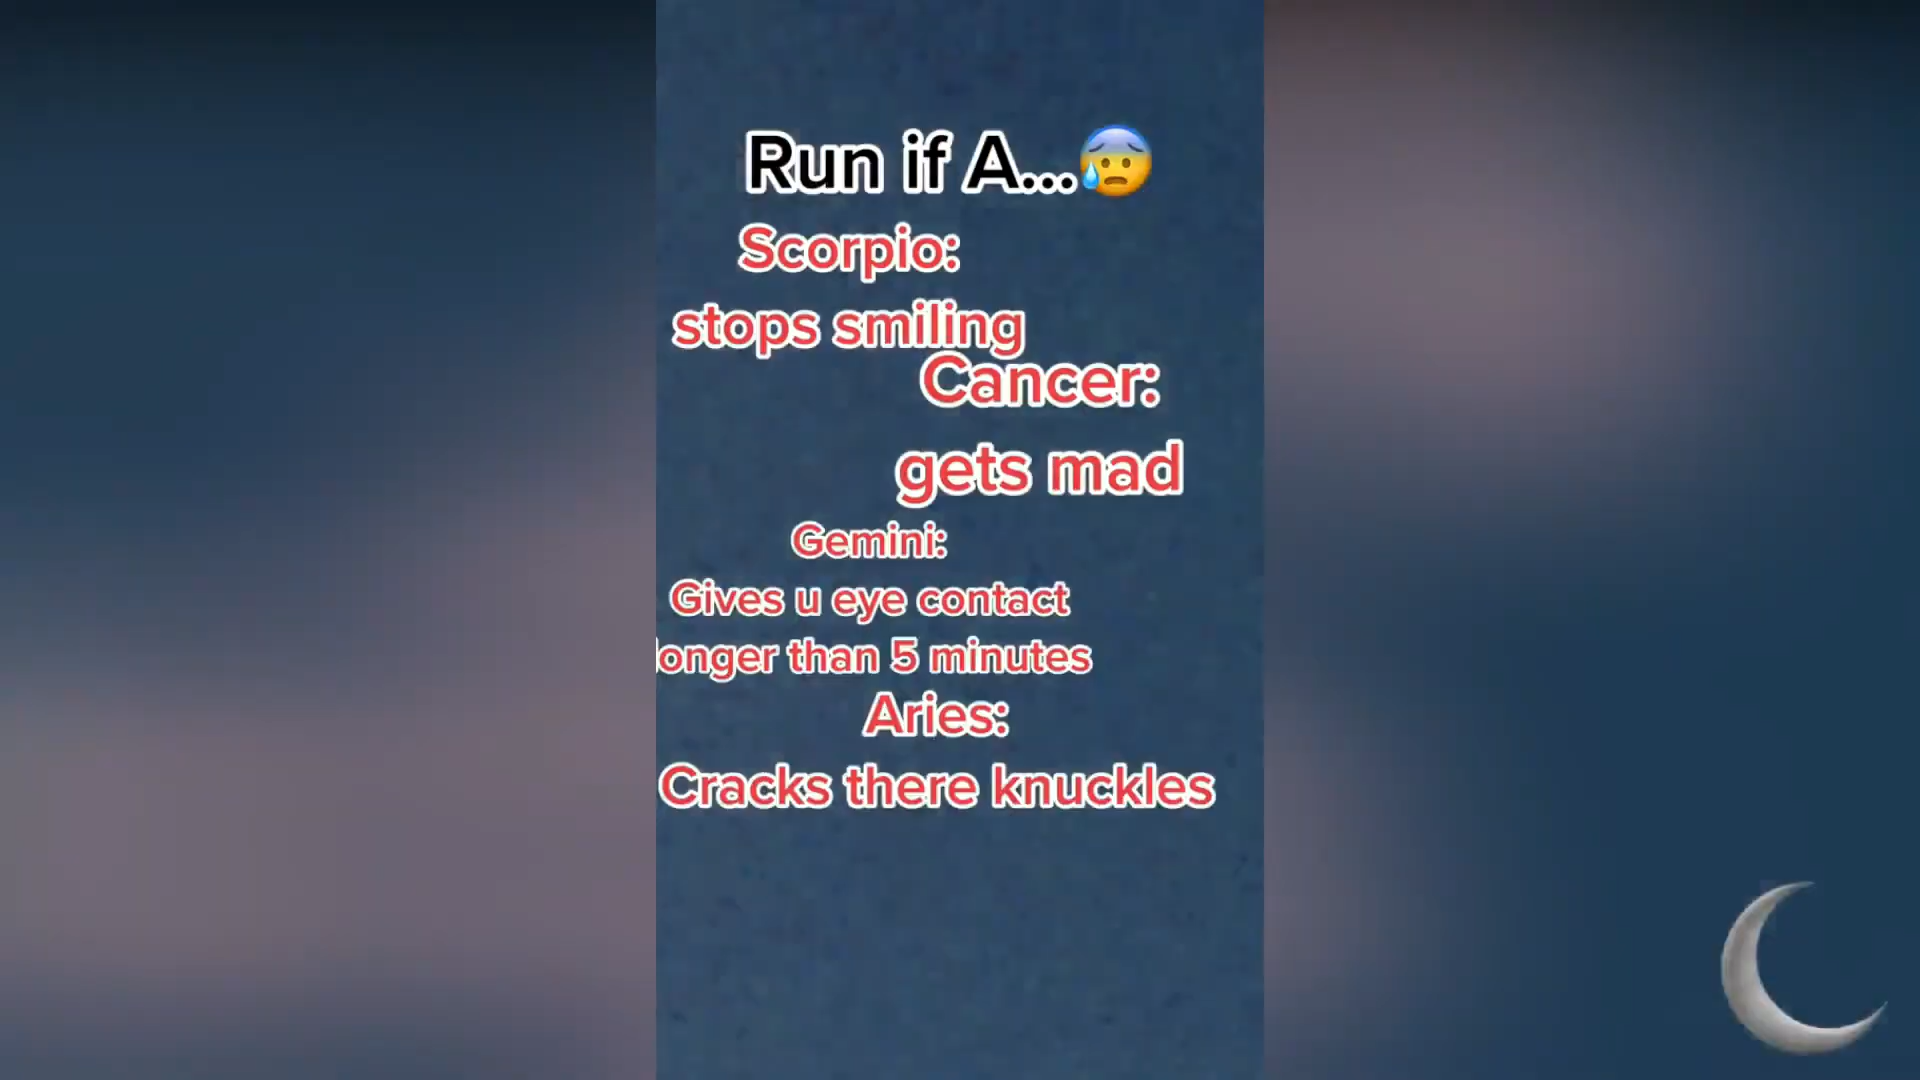 Run if A...😰
Scorpio:
stops smiling
Cancer:
gets mad
Gemini:
Gives u eye contact
longer than 5 minutes
Aries:
Cracks there knuckles